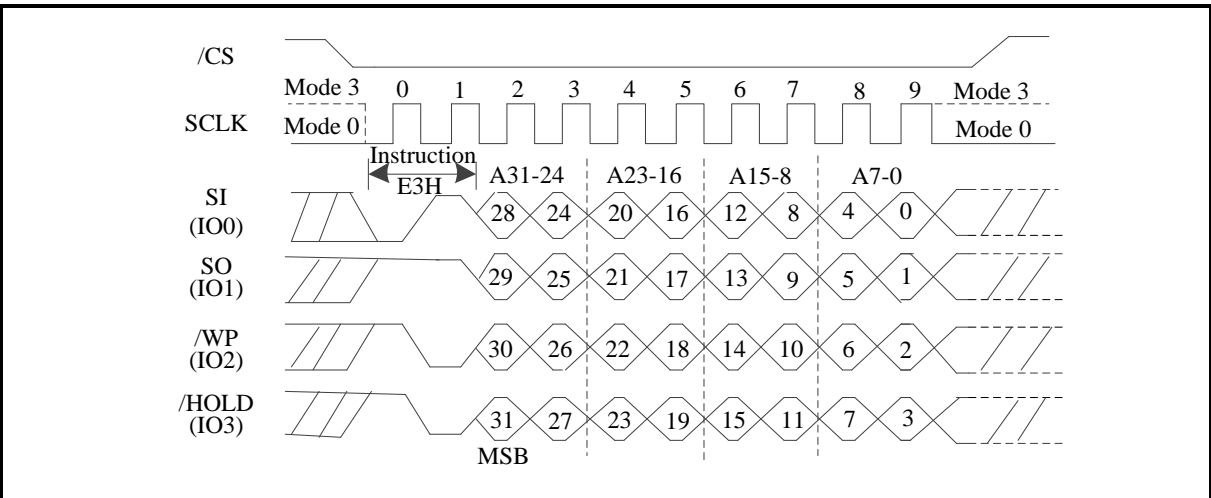 /CS
Mode 3 0 1 2 3 4 5 6 7 8 9 Mode 3
SCLK Mode 0 Mode 0
Instruction
E3H A31-24 A23-16 A15-8 A7-0
SI
(IO0) 28 24 20 16 12 8 4 0
SO
(IO1) 29 25 21 17 13 9 5 1
/WP
(IO2) 30 26 22 18 14 10 6 2
/HOLD
(IO3) 31 27 23 19 15 11 7 3
MSB